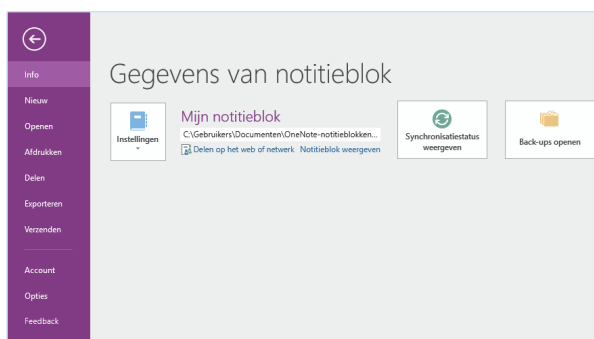 Info
Nieuw
Openen
Afdrukken
Delen
Exporteren
Verzenden
Account
Opties
Feedback
Gegevens van notitieblok
Instellingen
Mijn notitieblok
C:\Gebruikers\Documenten\OneNote-notitieblokken...
Delen op het web of netwerk Notitieblok weergeven
Synchronisatiestatus
weergeven
Back-ups openen